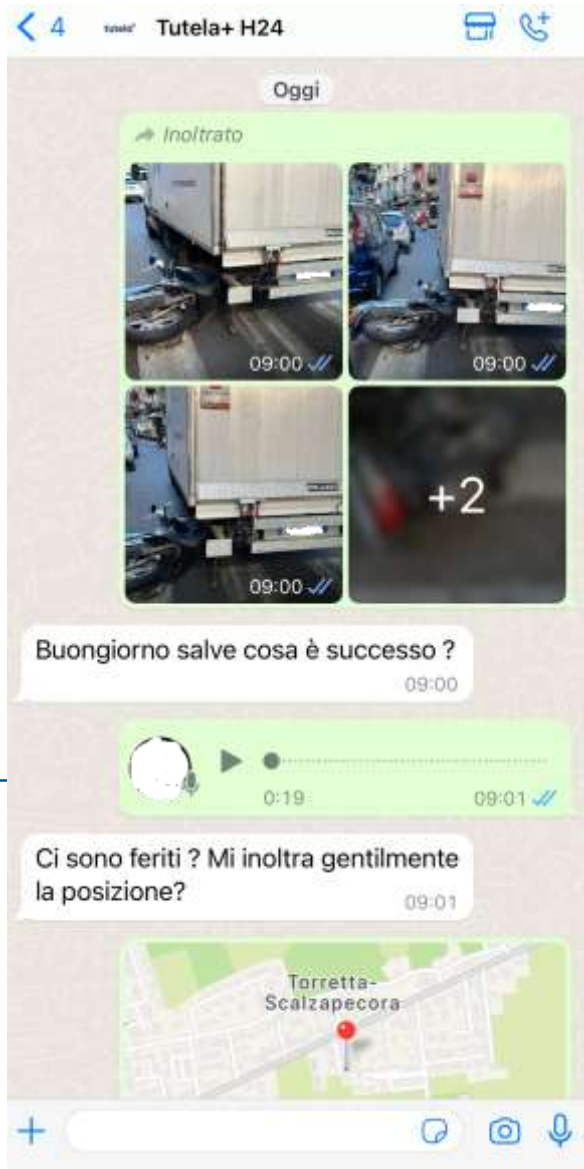 4 tutela+ Tutela+ H24
Oggi
Inoltrato
09:00
09:00
09:00
+2
Buongiorno salve cosa è successo ?
09:00
0:19 09:01
Ci sono feriti ? Mi inoltra gentilmente
la posizione?
09:01
Torretta-
Scalzapecora